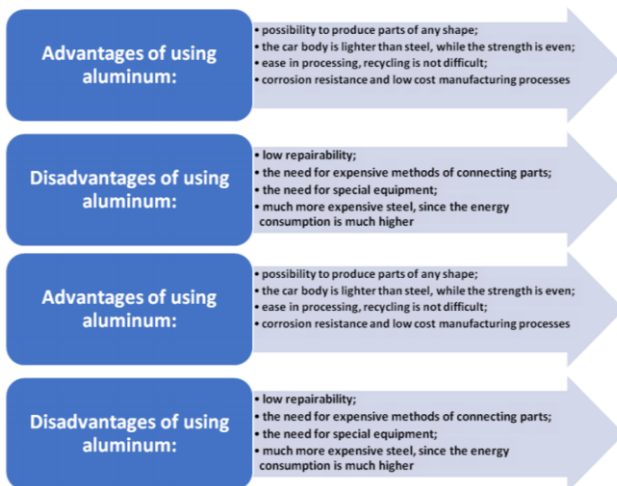 Advantages of using
aluminum:
• possibility to produce parts of any shape;
• the car body is lighter than steel, while the strength is even;
• ease in processing, recycling is not difficult;
• corrosion resistance and low cost manufacturing processes
Disadvantages of using
aluminum:
• low repairability;
• the need for expensive methods of connecting parts;
• the need for special equipment;
• much more expensive steel, since the energy
consumption is much higher
Advantages of using
aluminum:
• possibility to produce parts of any shape;
• the car body is lighter than steel, while the strength is even;
• ease in processing, recycling is not difficult;
• corrosion resistance and low cost manufacturing processes
Disadvantages of using
aluminum:
• low repairability;
• the need for expensive methods of connecting parts;
• the need for special equipment;
• much more expensive steel, since the energy
consumption is much higher